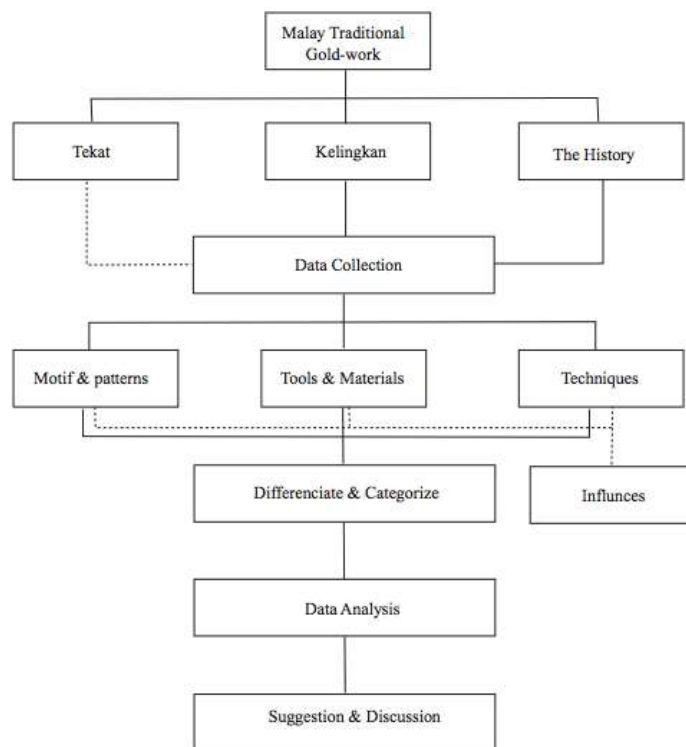 Malay Traditional
Gold-work
Tekat
Kelingkan
The History
Data Collection
Motif & patterns
Tools & Materials
Techniques
Differenciate & Categorize
Influnces
Data Analysis
Suggestion & Discussion